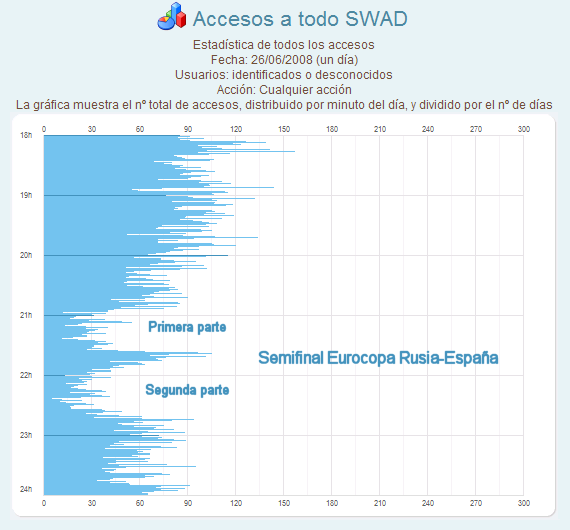 Accesos a todo SWAD
Estadística de todos los accesos
Fecha: 26/06/2008 (un día)
Usuarios: identificados o desconocidos
Acción: Cualquier acción
La gráfica muestra el nº total de accesos, distribuido por minuto del día, y dividido por el nº de días
0 30 60 90 120 150 180 210 240 270 300
18h
19h
20h
21h
Primera parte
Semifinal Eurocopa Rusia-España
22h
Segunda parte
23h
24h
0 30 60 90 120 150 180 210 240 270 300